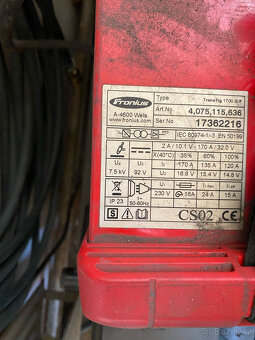 Fronius
Type TransTig 1700 G/F
A-4600 Wels
www.fronius.com
Art.No. 4,075,115,636
Ser.No. 17362216
IEC 60974-1/-3, EN 50199
2 A / 10.1 V - 170 A / 32.0 V
X(40°C) 35% 60% 100%
U₀ I₂ 170 A 135 A 120 A
7.5 kV 92 V U₂ 16.8 V 15.4 V 14.8 V
U₁ 16A I₁
IP 23 1~ 50-60Hz 230 V 24 A 15 A
S CS02 CE